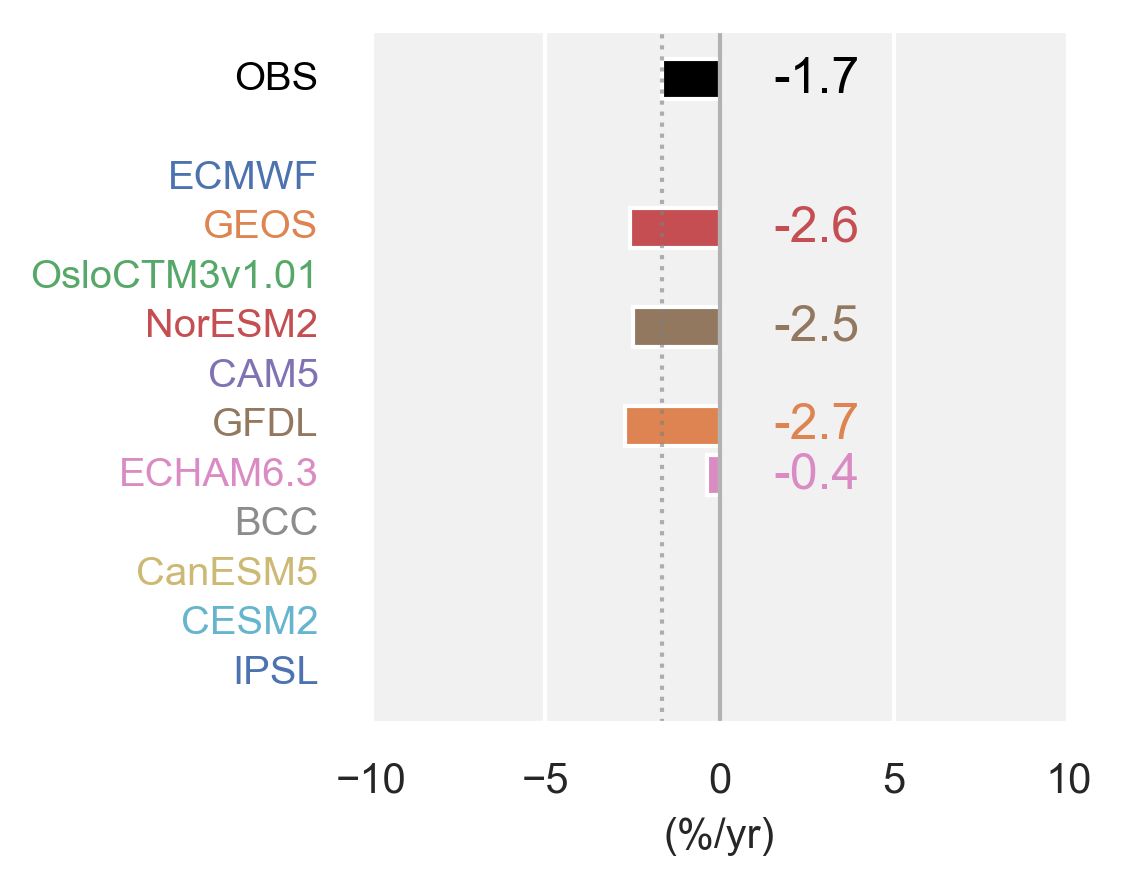 OBS -1.7
ECMWF
GEOS -2.6
OsloCTM3v1.01
NorESM2 -2.5
CAM5
GFDL -2.7
ECHAM6.3 -0.4
BCC
CanESM5
CESM2
IPSL
−10 −5 0 5 10
(%/yr)